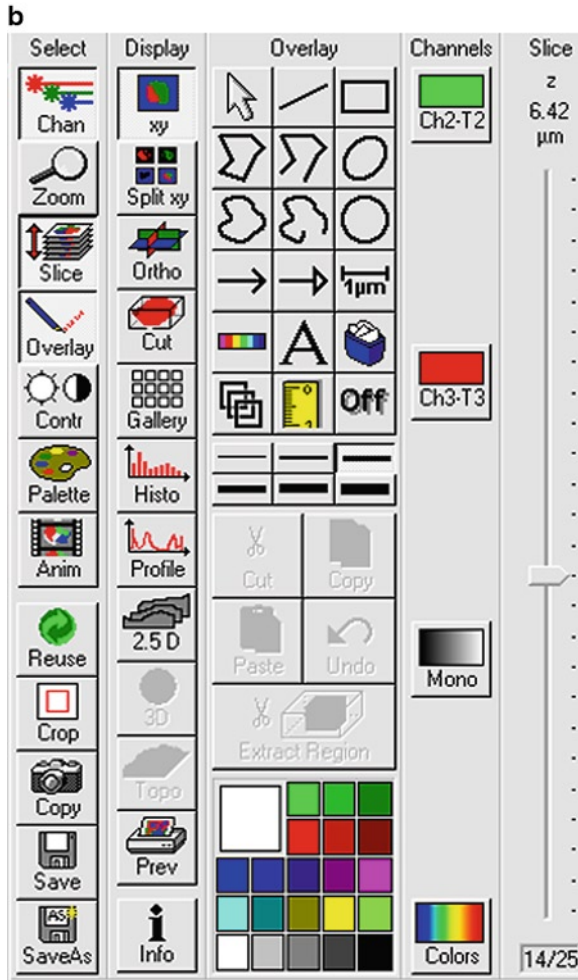 b
Select
Chan
Zoom
Slice
Overlay
Contr
Palette
Anim
Reuse
Crop
Copy
Save
AS
SaveAs
Display
xy
Split xy
Ortho
Cut
Gallery
Histo
Profile
2.5 D
3D
Topo
Prev
Info
Overlay
1µm
A
Off
Cut
Copy
Paste
Undo
Extract Region
Channels
Ch2-T2
Ch3-T3
Mono
Colors
Slice
z
6.42
µm
14/25